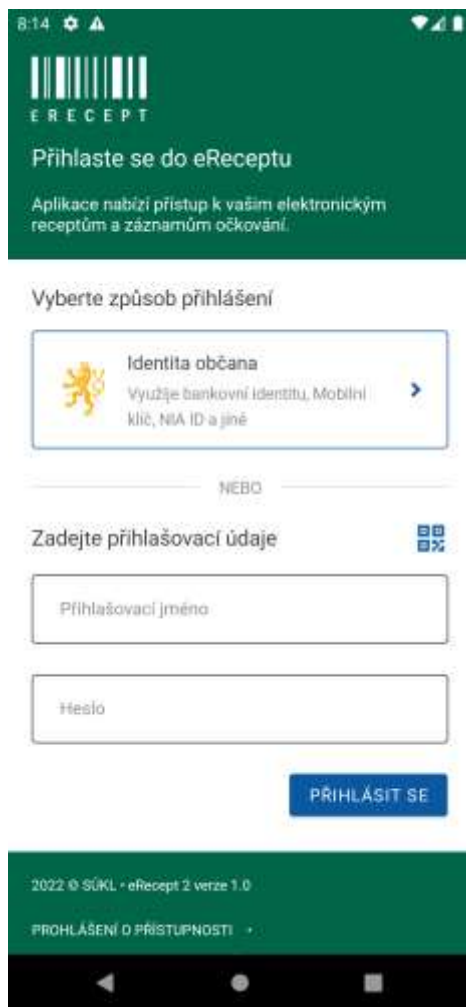 8:14
ERECEPT
Přihlaste se do eReceptu
Aplikace nabízí přístup k vašim elektronickým
receptům a záznamům očkování.
Vyberte způsob přihlášení
Identita občana
Využije bankovní identitu, Mobilní
klíč, NIA ID a jiné
NEBO
Zadejte přihlašovací údaje
Přihlašovací jméno
Heslo
PŘIHLÁSIT SE
2022 © SÚKL • eRecept 2 verze 1.0
PROHLÁŠENÍ O PŘÍSTUPNOSTI •